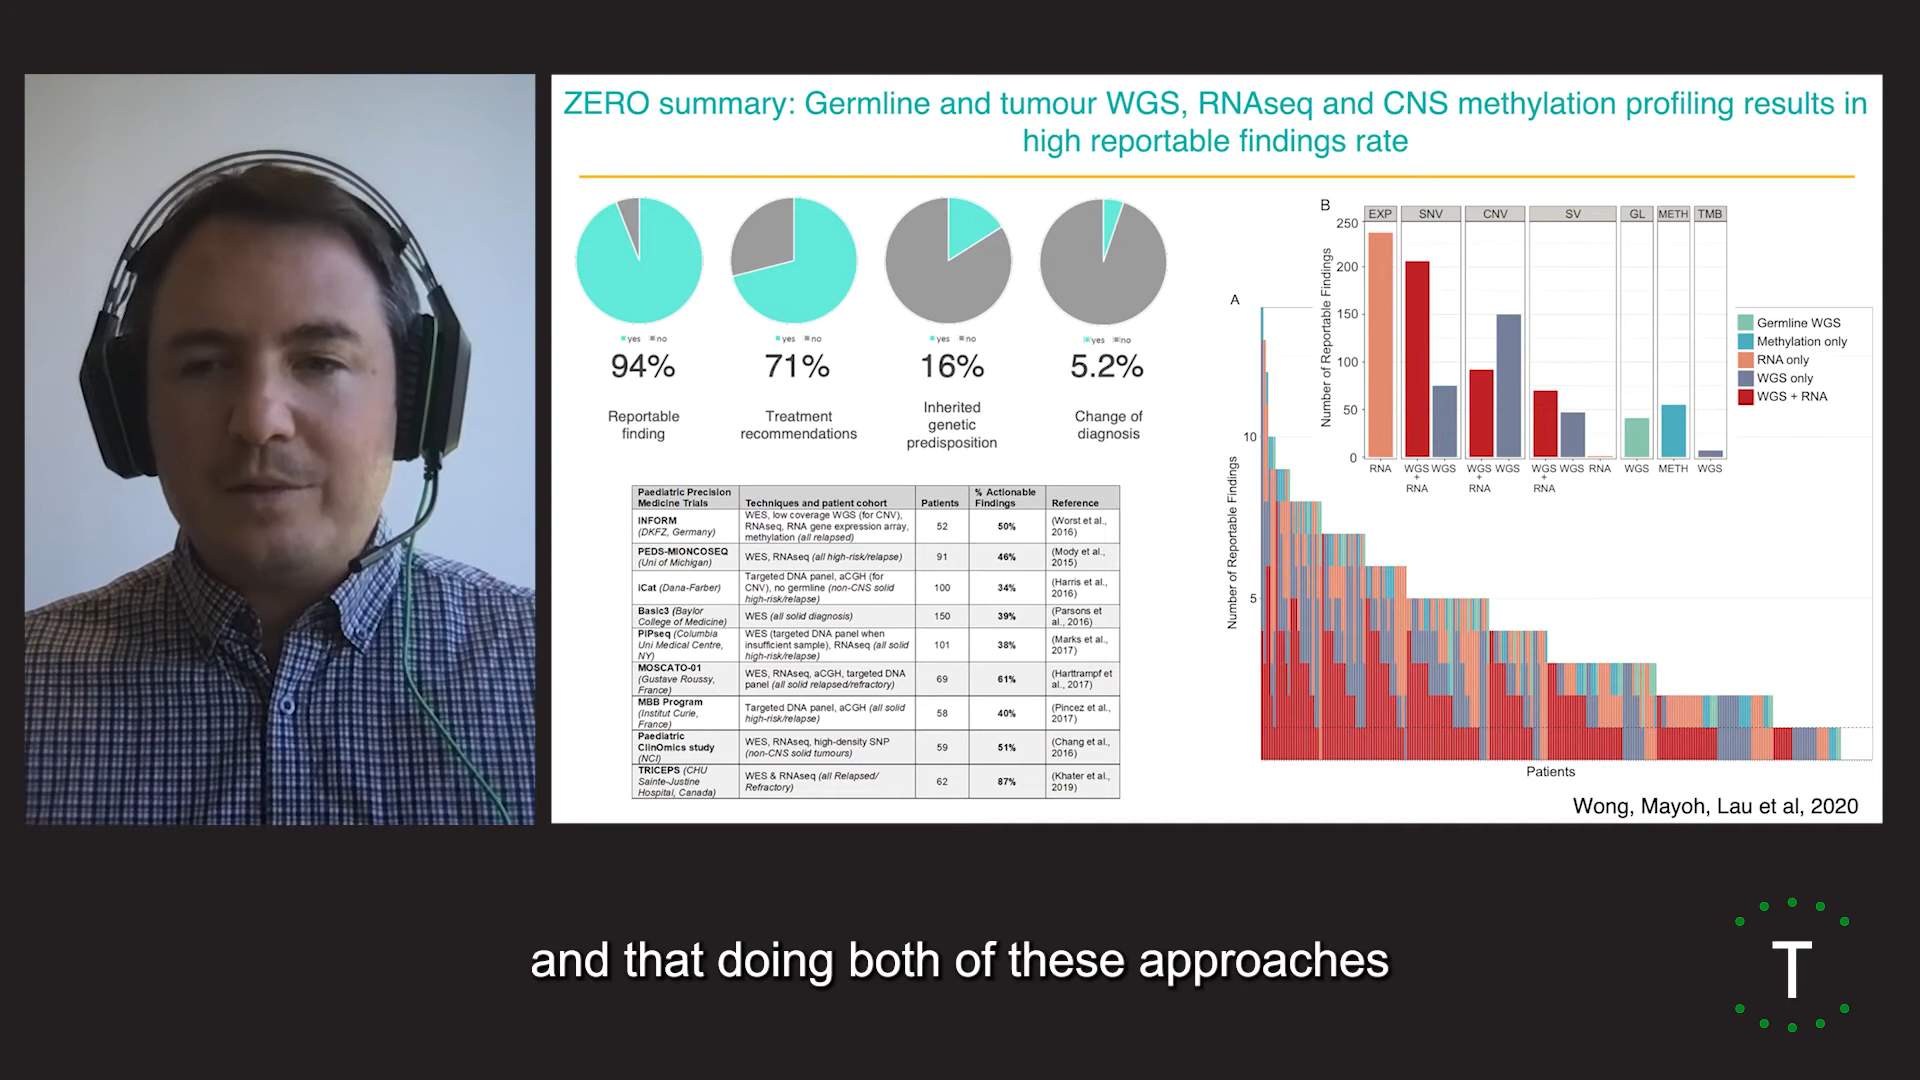 ZERO summary: Germline and tumour WGS, RNAseq and CNS methylation profiling results in
high reportable findings rate
yes no
94%
Reportable
finding
yes no
71%
Treatment
recommendations
yes no
16%
Inherited
genetic
predisposition
yes no
5.2%
Change of
diagnosis
Paediatric Precision
Medicine Trials
Techniques and patient cohort
Patients
% Actionable
Findings
Reference
INFORM
(DKFZ, Germany)
WES, low coverage WGS (for CNV),
RNAseq, RNA gene expression array,
methylation (all relapsed)
52
50%
(Worst et al.,
2016)
PEDS-MIONCOSEQ
(Uni of Michigan)
WES, RNAseq (all high-risk/relapse)
91
46%
(Mody et al.,
2015)
iCat (Dana-Farber)
Targeted DNA panel, aCGH (for
CNV), no germline (non-CNS solid
high-risk/relapse)
100
34%
(Harris et al.,
2016)
Basic3 (Baylor
College of Medicine)
WES (all solid diagnosis)
150
39%
(Parsons et
al., 2016)
PIPseq (Columbia
Uni Medical Centre,
NY)
WES (targeted DNA panel when
insufficient sample), RNAseq (all solid
high-risk/relapse)
101
38%
(Marks et al.,
2017)
MOSCATO-01
(Gustave Roussy,
France)
WES, RNAseq, aCGH, targeted DNA
panel (all solid relapsed/refractory)
69
61%
(Harttrampf et
al., 2017)
MBB Program
(Institut Curie,
France)
Targeted DNA panel, aCGH (all solid
high-risk/relapse)
58
40%
(Pincez et al.,
2017)
Paediatric
ClinOmics study
(NCI)
WES, RNAseq, high-density SNP
(non-CNS solid tumours)
59
51%
(Chang et al.,
2016)
TRICEPS (CHU
Sainte-Justine
Hospital, Canada)
WES & RNAseq (all Relapsed/
Refractory)
62
87%
(Khater et al.,
2019)
A
Number of Reportable Findings
10
5
Patients
B
Number of Reportable Findings
250
200
150
100
50
0
EXP SNV CNV SV GL METH TMB
RNA WGS WGS WGS WGS WGS WGS RNA WGS METH WGS
+ + +
RNA RNA RNA
Germline WGS
Methylation only
RNA only
WGS only
WGS + RNA
Wong, Mayoh, Lau et al, 2020
and that doing both of these approaches
T